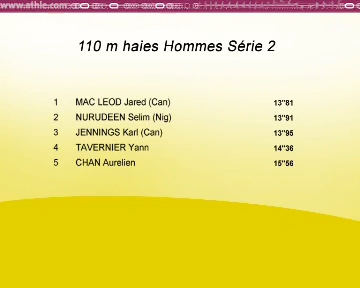 www.athle.com
110 m haies Hommes Série 2
1 MAC LEOD Jared (Can) 13"81
2 NURUDEEN Selim (Nig) 13"91
3 JENNINGS Karl (Can) 13"95
4 TAVERNIER Yann 14"36
5 CHAN Aurelien 15"56